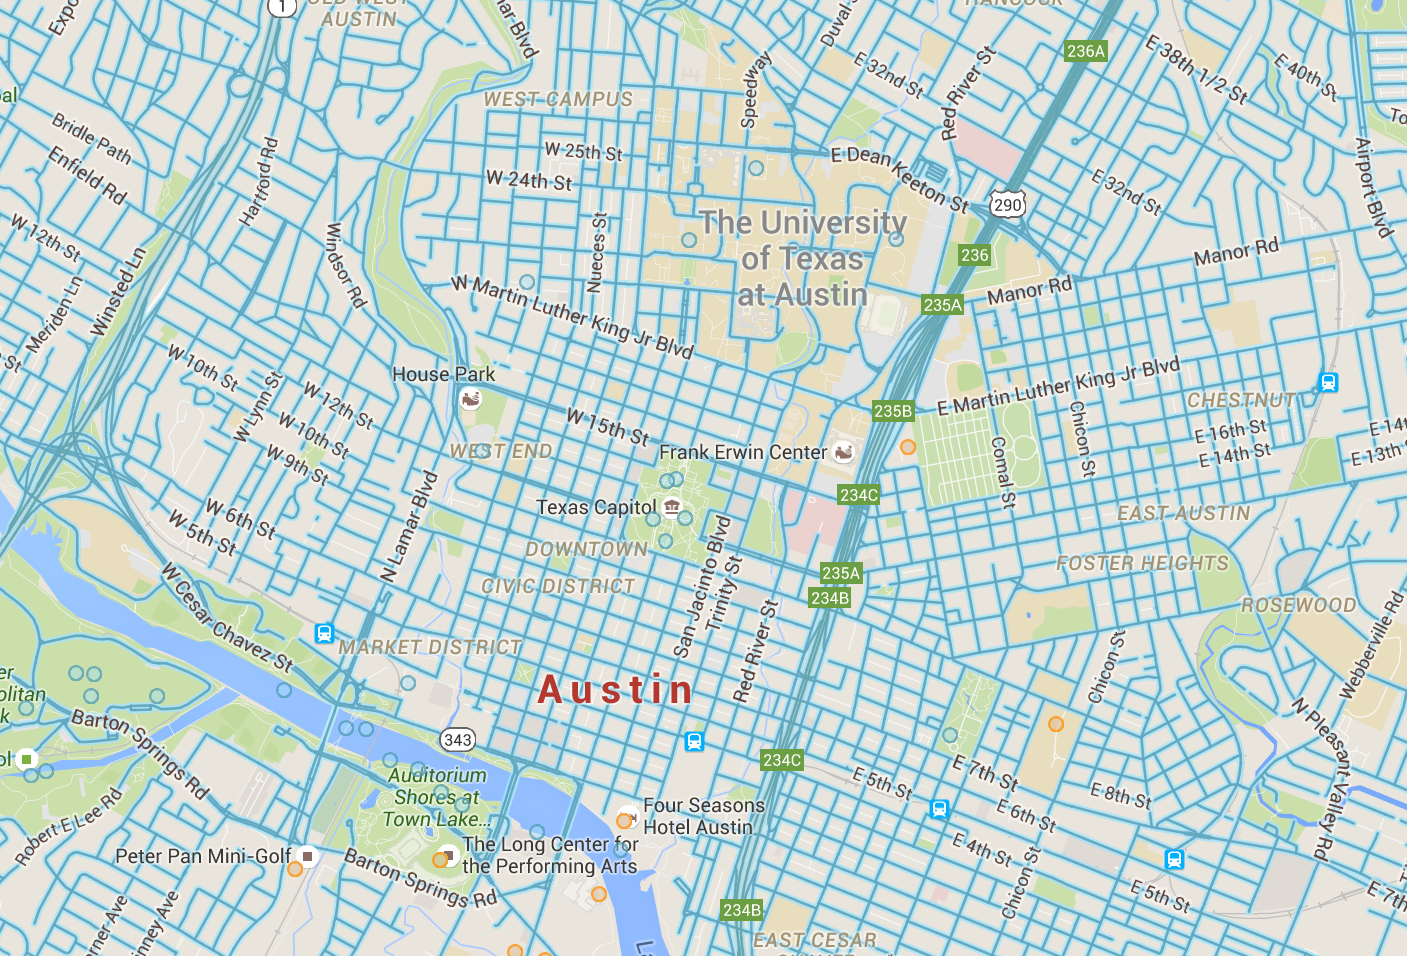 1
OLD WEST
AUSTIN
HANCOCK
Duval
236A
E 38th 1/2 St
E 40th St
E 32nd St
Red River St
Speedway
WEST CAMPUS
Bridle Path
Enfield Rd
Hartford Rd
W 25th St
E Dean Keeton St
W 24th St
E 32nd St
Airport Blvd
290
W 12th St
Windsor Rd
Nueces St
The University
of Texas
at Austin
236
Manor Rd
Manor Rd
235A
Winsted Ln
Meriden Ln
W Martin Luther King Jr Blvd
W 10th St
House Park
W 12th St
W Lynn St
W 10th St
W 9th St
W 15th St
WEST END
Frank Erwin Center
235B
E Martin Luther King Jr Blvd
CHESTNUT
Chicon St
Comal St
E 16th St
E 14th St
E 14th
E 13th St
234C
Texas Capitol
EAST AUSTIN
W 6th St
W 5th St
N Lamar Blvd
DOWNTOWN
CIVIC DISTRICT
San Jacinto Blvd
Trinity St
235A
234B
FOSTER HEIGHTS
ROSEWOOD
W Cesar Chavez St
MARKET DISTRICT
Red River St
Chicon St
Webberville Rd
Austin
Barton Springs Rd
343
234C
E 5th St
E 7th St
E 6th St
E 8th St
N Pleasant Valley Rd
Auditorium
Shores at
Town Lake...
Four Seasons
Hotel Austin
Robert E Lee Rd
Peter Pan Mini-Golf
The Long Center for
the Performing Arts
Barton Springs Rd
E 4th St
Chicon St
E 5th St
E 7th
234B
EAST CESAR